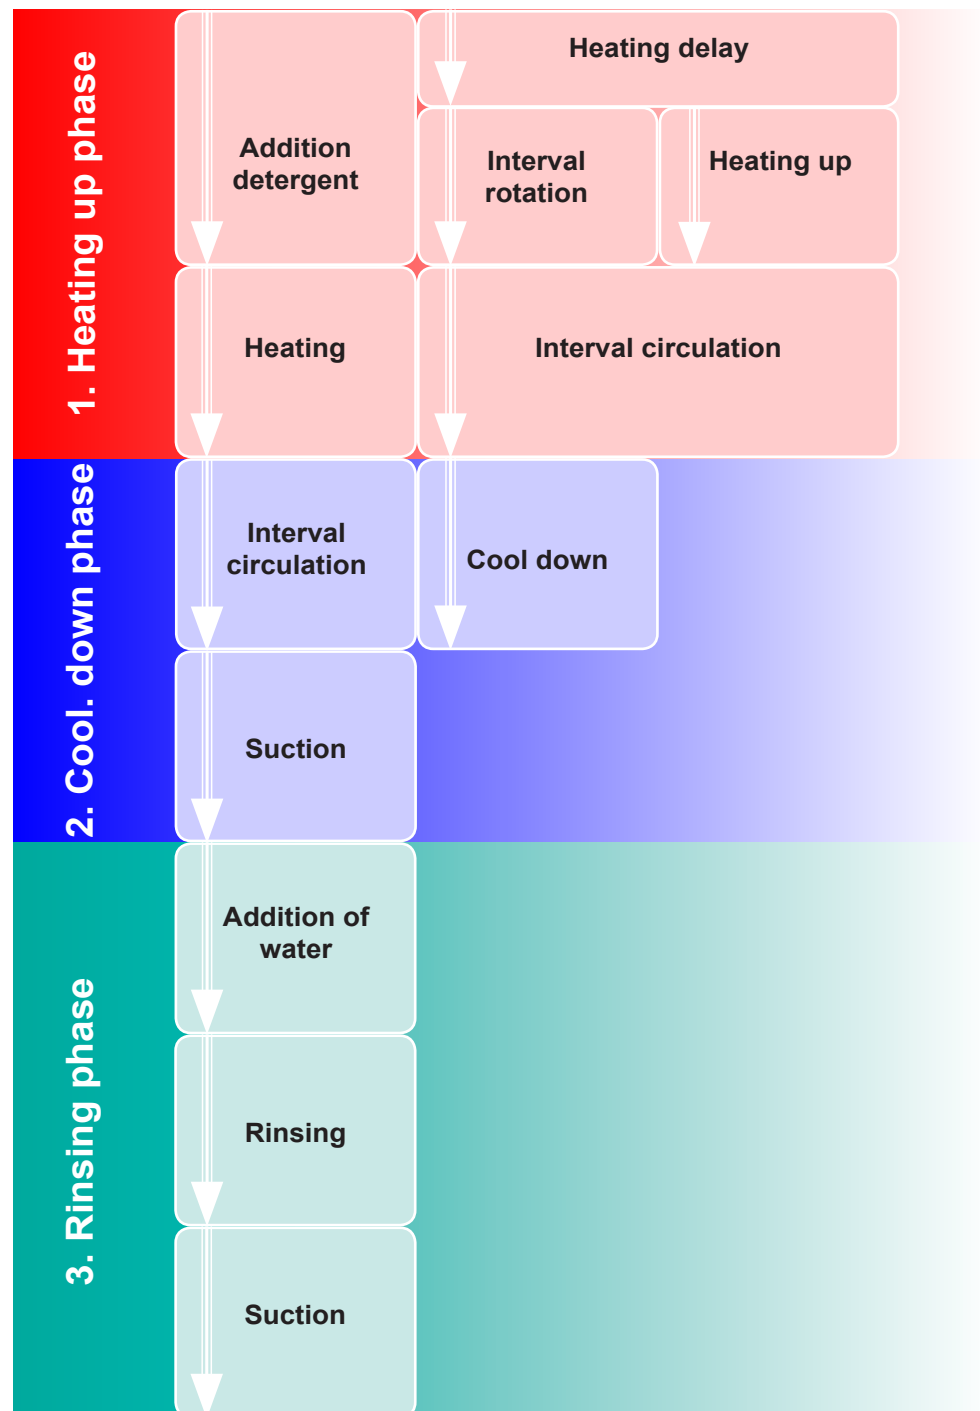 1. Heating up phase
Heating delay
Addition
detergent
Interval
rotation
Heating up
Heating
Interval circulation
2. Cool. down phase
Interval
circulation
Cool down
Suction
3. Rinsing phase
Addition of
water
Rinsing
Suction